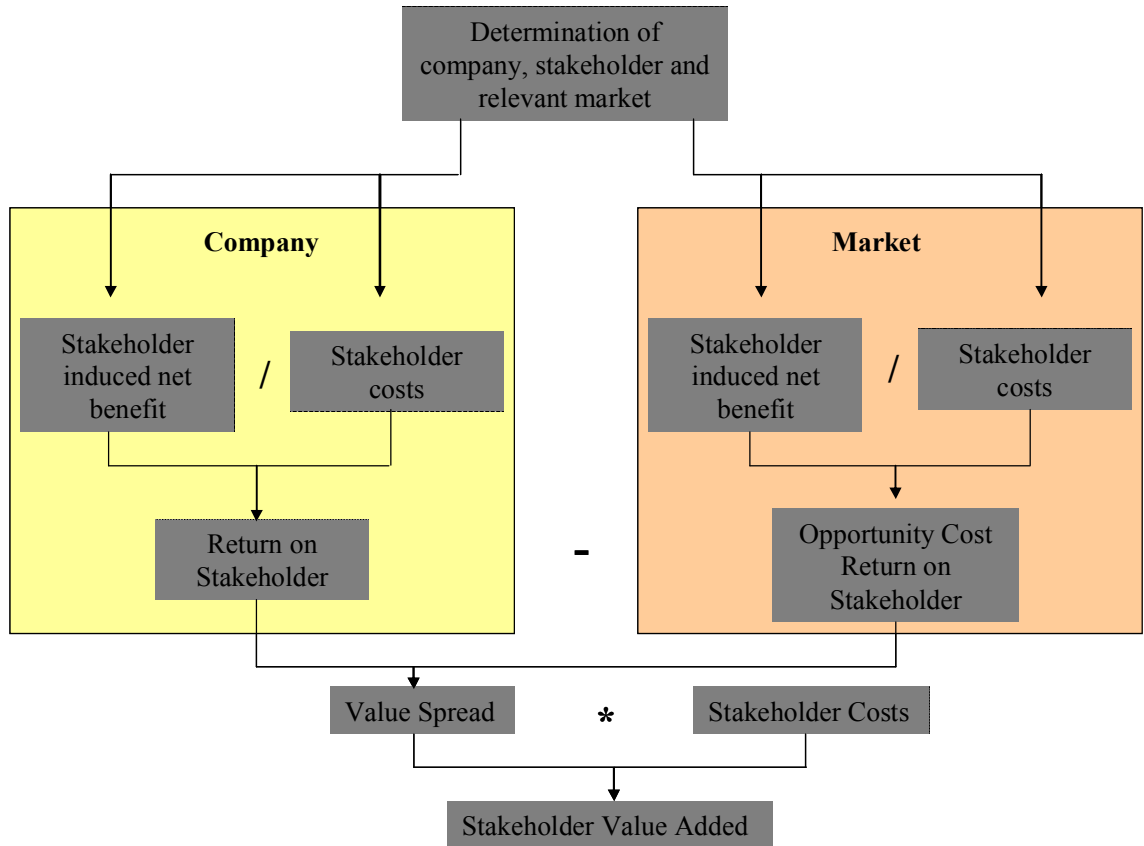 Determination of
company, stakeholder and
relevant market
Company
Market
Stakeholder
induced net
benefit
/
Stakeholder
costs
Stakeholder
induced net
benefit
/
Stakeholder
costs
Return on
Stakeholder
-
Opportunity Cost
Return on
Stakeholder
Value Spread
*
Stakeholder Costs
Stakeholder Value Added